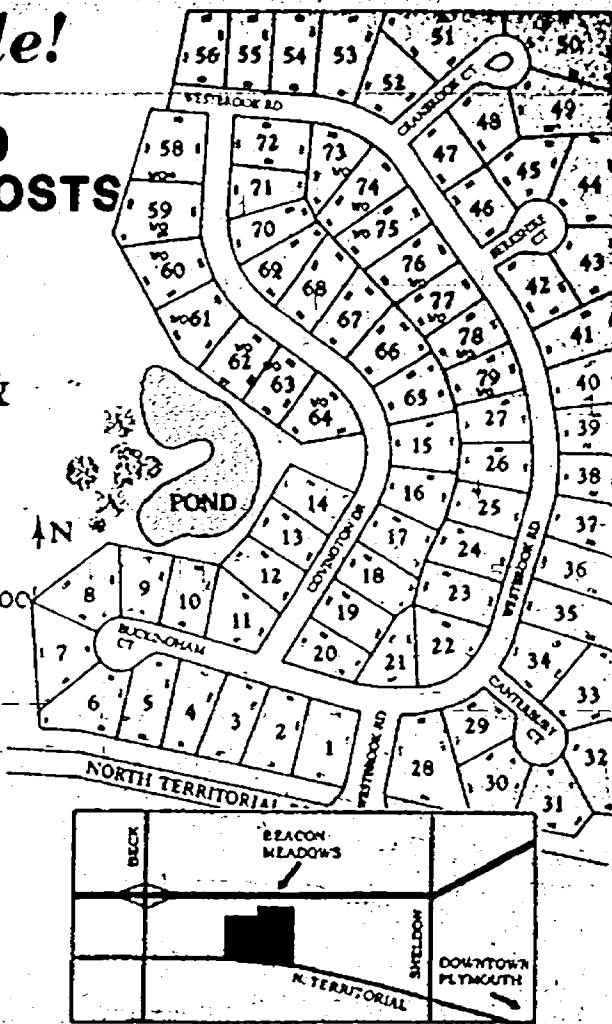 le!
OSTS
56 55 54 53 51 50
52
WESTBROOK RD
CRANBROOK CT
49
48
58 72 73 47
45 44
71 74
59 46
75
70
60 76 43
69 42
68 77
61 67 78 41
66
62 79 40
63 65
64 27 39
15
26
38
16
14 25
POND
37
13 17
N
24
COVINGTON DR
WESTBROOK RD
36
12 18
8 9 10 23
35
11 19
BUCKINGHAM
CT
7 20 21 22 34
CANTERBURY
CT
33
6 5 4 3 2 1
29
WESTBROOK RD
32
28 30
31
NORTH TERRITORIAL
BECK
BEACON
MEADOWS
SHELDON
DOWNTOWN
PLYMOUTH
N. TERRITORIAL